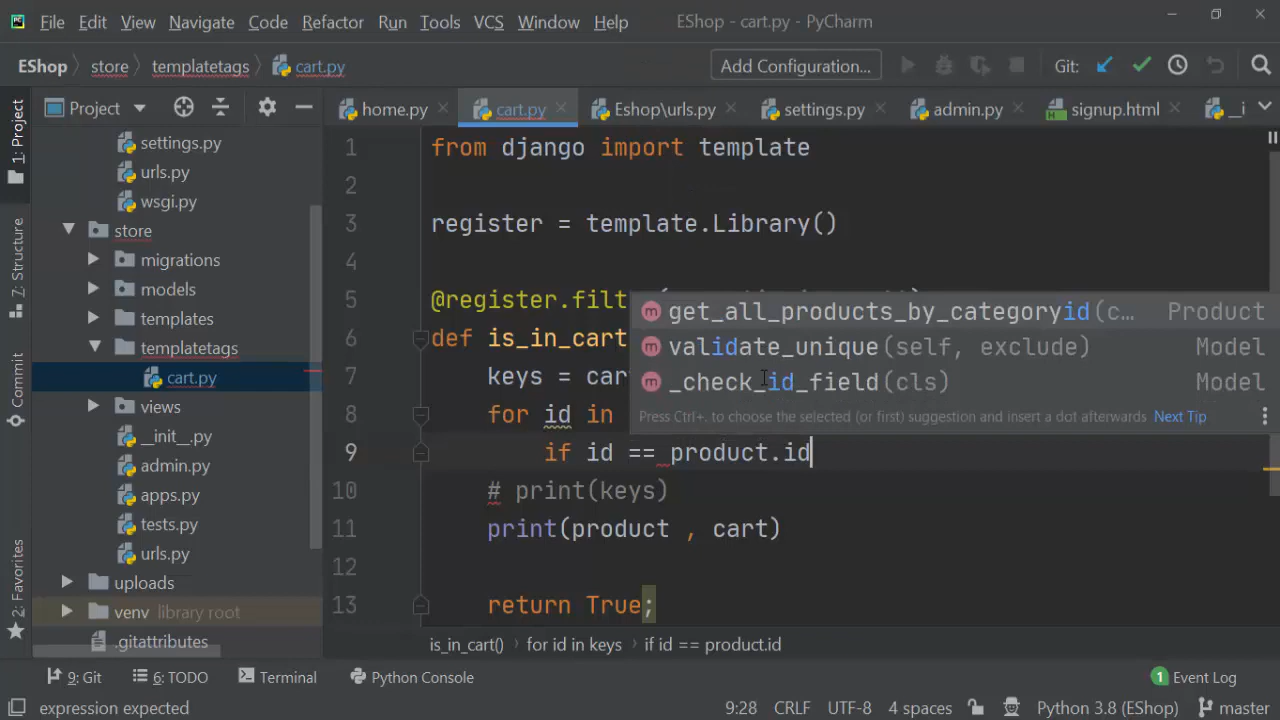 File Edit View Navigate Code Refactor Run Tools VCS Window Help EShop - cart.py - PyCharm
EShop store templatetags cart.py Add Configuration... Git:
1: Project
Z: Structure
Commit
2: Favorites
Project
settings.py
urls.py
wsgi.py
store
migrations
models
templates
templatetags
cart.py
views
__init__.py
admin.py
apps.py
tests.py
urls.py
uploads
venv library root
.gitattributes
home.py cart.py Eshop\urls.py settings.py admin.py signup.html __i
1 from django import template
2
3 register = template.Library()
4
5 @register.filt
6 def is_in_cart
7 keys = car
8 for id in
9 if id == product.id
10 # print(keys)
11 print(product , cart)
12
13 return True;
get_all_products_by_categoryid(c... Product
validate_unique(self, exclude) Model
_check_id_field(cls) Model
Press Ctrl+. to choose the selected (or first) suggestion and insert a dot afterwards Next Tip
is_in_cart() for id in keys if id == product.id
9: Git 6: TODO Terminal Python Console 1 Event Log
expression expected 9:28 CRLF UTF-8 4 spaces Python 3.8 (EShop) master